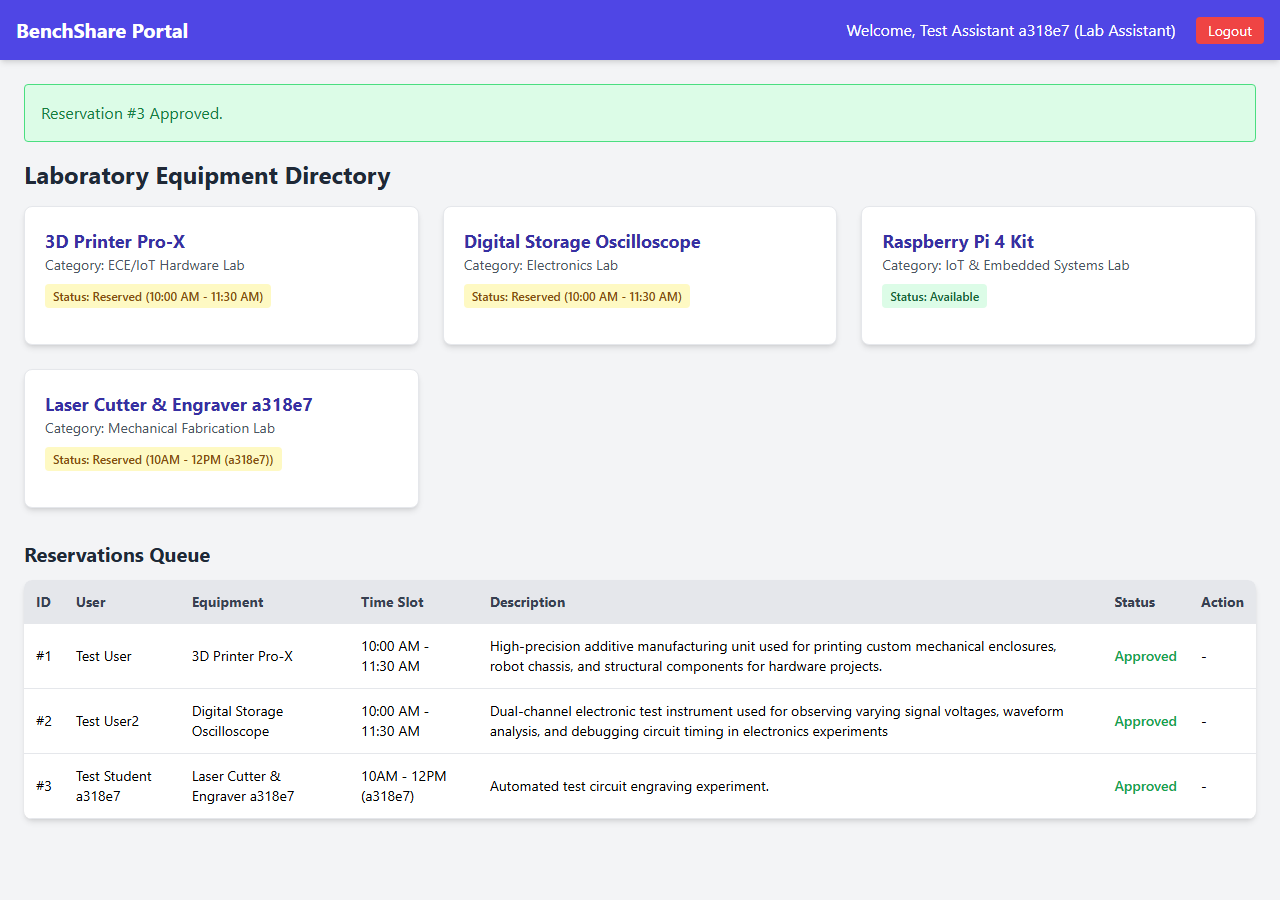 BenchShare Portal
Welcome, Test Assistant a318e7 (Lab Assistant)
Logout
Reservation #3 Approved.
Laboratory Equipment Directory
3D Printer Pro-X
Category: ECE/IoT Hardware Lab
Status: Reserved (10:00 AM - 11:30 AM)
Digital Storage Oscilloscope
Category: Electronics Lab
Status: Reserved (10:00 AM - 11:30 AM)
Raspberry Pi 4 Kit
Category: IoT & Embedded Systems Lab
Status: Available
Laser Cutter & Engraver a318e7
Category: Mechanical Fabrication Lab
Status: Reserved (10AM - 12PM (a318e7))
Reservations Queue
ID User Equipment Time Slot Description Status Action
#1 Test User 3D Printer Pro-X 10:00 AM -
11:30 AM
High-precision additive manufacturing unit used for printing custom mechanical enclosures,
robot chassis, and structural components for hardware projects.
Approved -
#2 Test User2 Digital Storage
Oscilloscope
10:00 AM -
11:30 AM
Dual-channel electronic test instrument used for observing varying signal voltages, waveform
analysis, and debugging circuit timing in electronics experiments
Approved -
#3 Test Student
a318e7
Laser Cutter &
Engraver a318e7
10AM - 12PM
(a318e7)
Automated test circuit engraving experiment.
Approved -